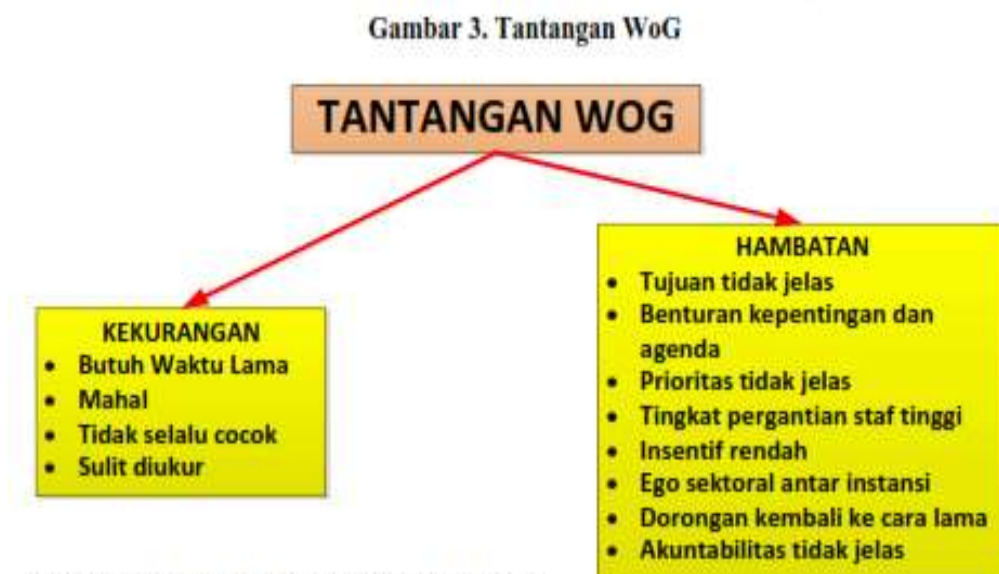 Gambar 3. Tantangan WoG
TANTANGAN WOG
KEKURANGAN
• Butuh Waktu Lama
• Mahal
• Tidak selalu cocok
• Sulit diukur
HAMBATAN
• Tujuan tidak jelas
• Benturan kepentingan dan
agenda
• Prioritas tidak jelas
• Tingkat pergantian staf tinggi
• Insentif rendah
• Ego sektoral antar instansi
• Dorongan kembali ke cara lama
• Akuntabilitas tidak jelas